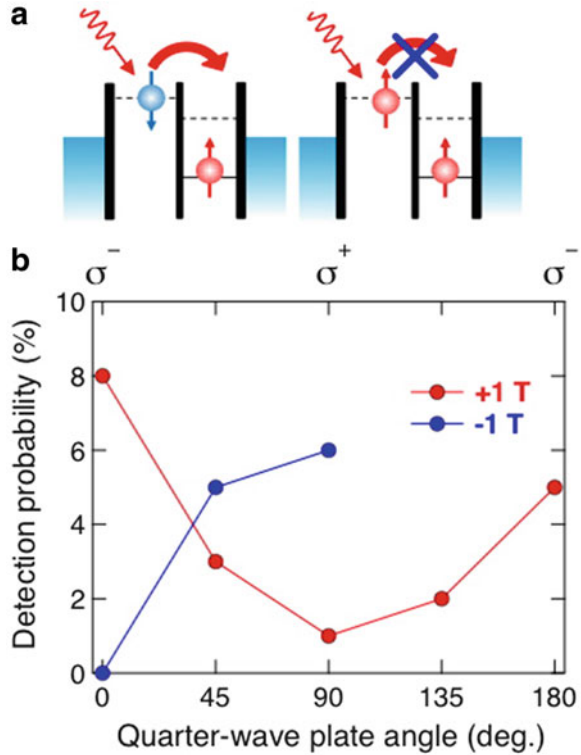 a
b
σ⁻ σ⁺ σ⁻
10
8
6
4
2
0
Detection probability (%)
+1 T
-1 T
0 45 90 135 180
Quarter-wave plate angle (deg.)